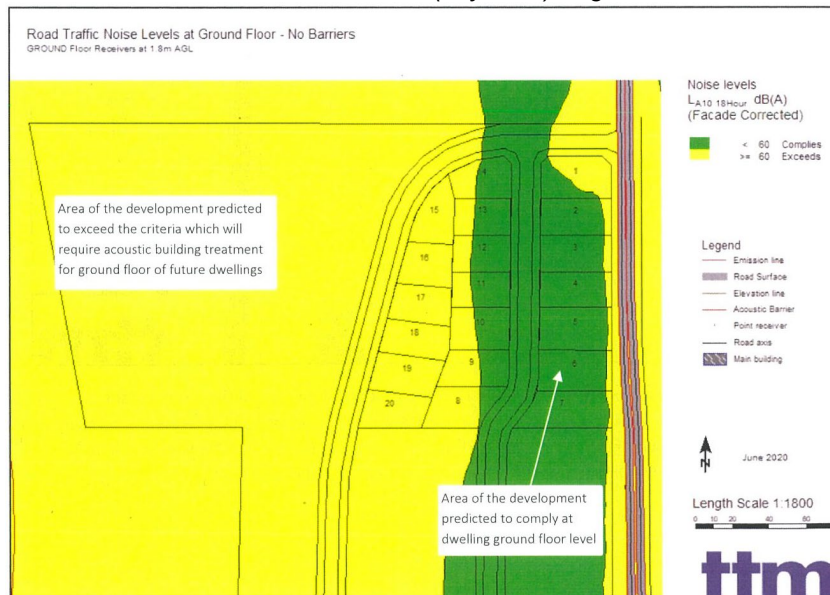 Road Traffic Noise Levels at Ground Floor - No Barriers
GROUND Floor Receivers at 1.8m AGL
Noise levels
LA10 18Hour dB(A)
(Facade Corrected)
< 60 Complies
>= 60 Exceeds
Area of the development predicted
to exceed the criteria which will
require acoustic building treatment
for ground floor of future dwellings
Legend
Emission line
Road Surface
Elevation line
Acoustic Barrier
Point receiver
Road axis
Main building
1
2
3
4
5
6
7
8
9
10
11
12
13
15
16
17
18
19
20
Area of the development
predicted to comply at
dwelling ground floor level
N
June 2020
Length Scale 1:1800
0 10 20 40 60
ttm